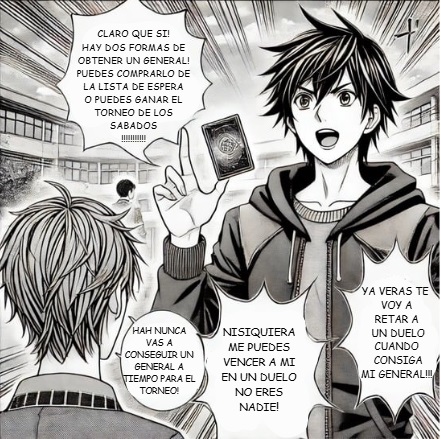 CLARO QUE SI!
HAY DOS FORMAS DE
OBTENER UN GENERAL!
PUEDES COMPRARLO DE
LA LISTA DE ESPERA
O PUEDES GANAR EL
TORNEO DE LOS
SABADOS
!!!!!!!!!!!
HAH NUNCA
VAS A
CONSEGUIR UN
GENERAL A
TIEMPO PARA EL
TORNEO!
NISIQUIERA
ME PUEDES
VENCER A MI
EN UN DUELO
NO ERES
NADIE!
YA VERAS TE
VOY A
RETAR A
UN DUELO
CUANDO
CONSIGA
MI GENERAL!!!